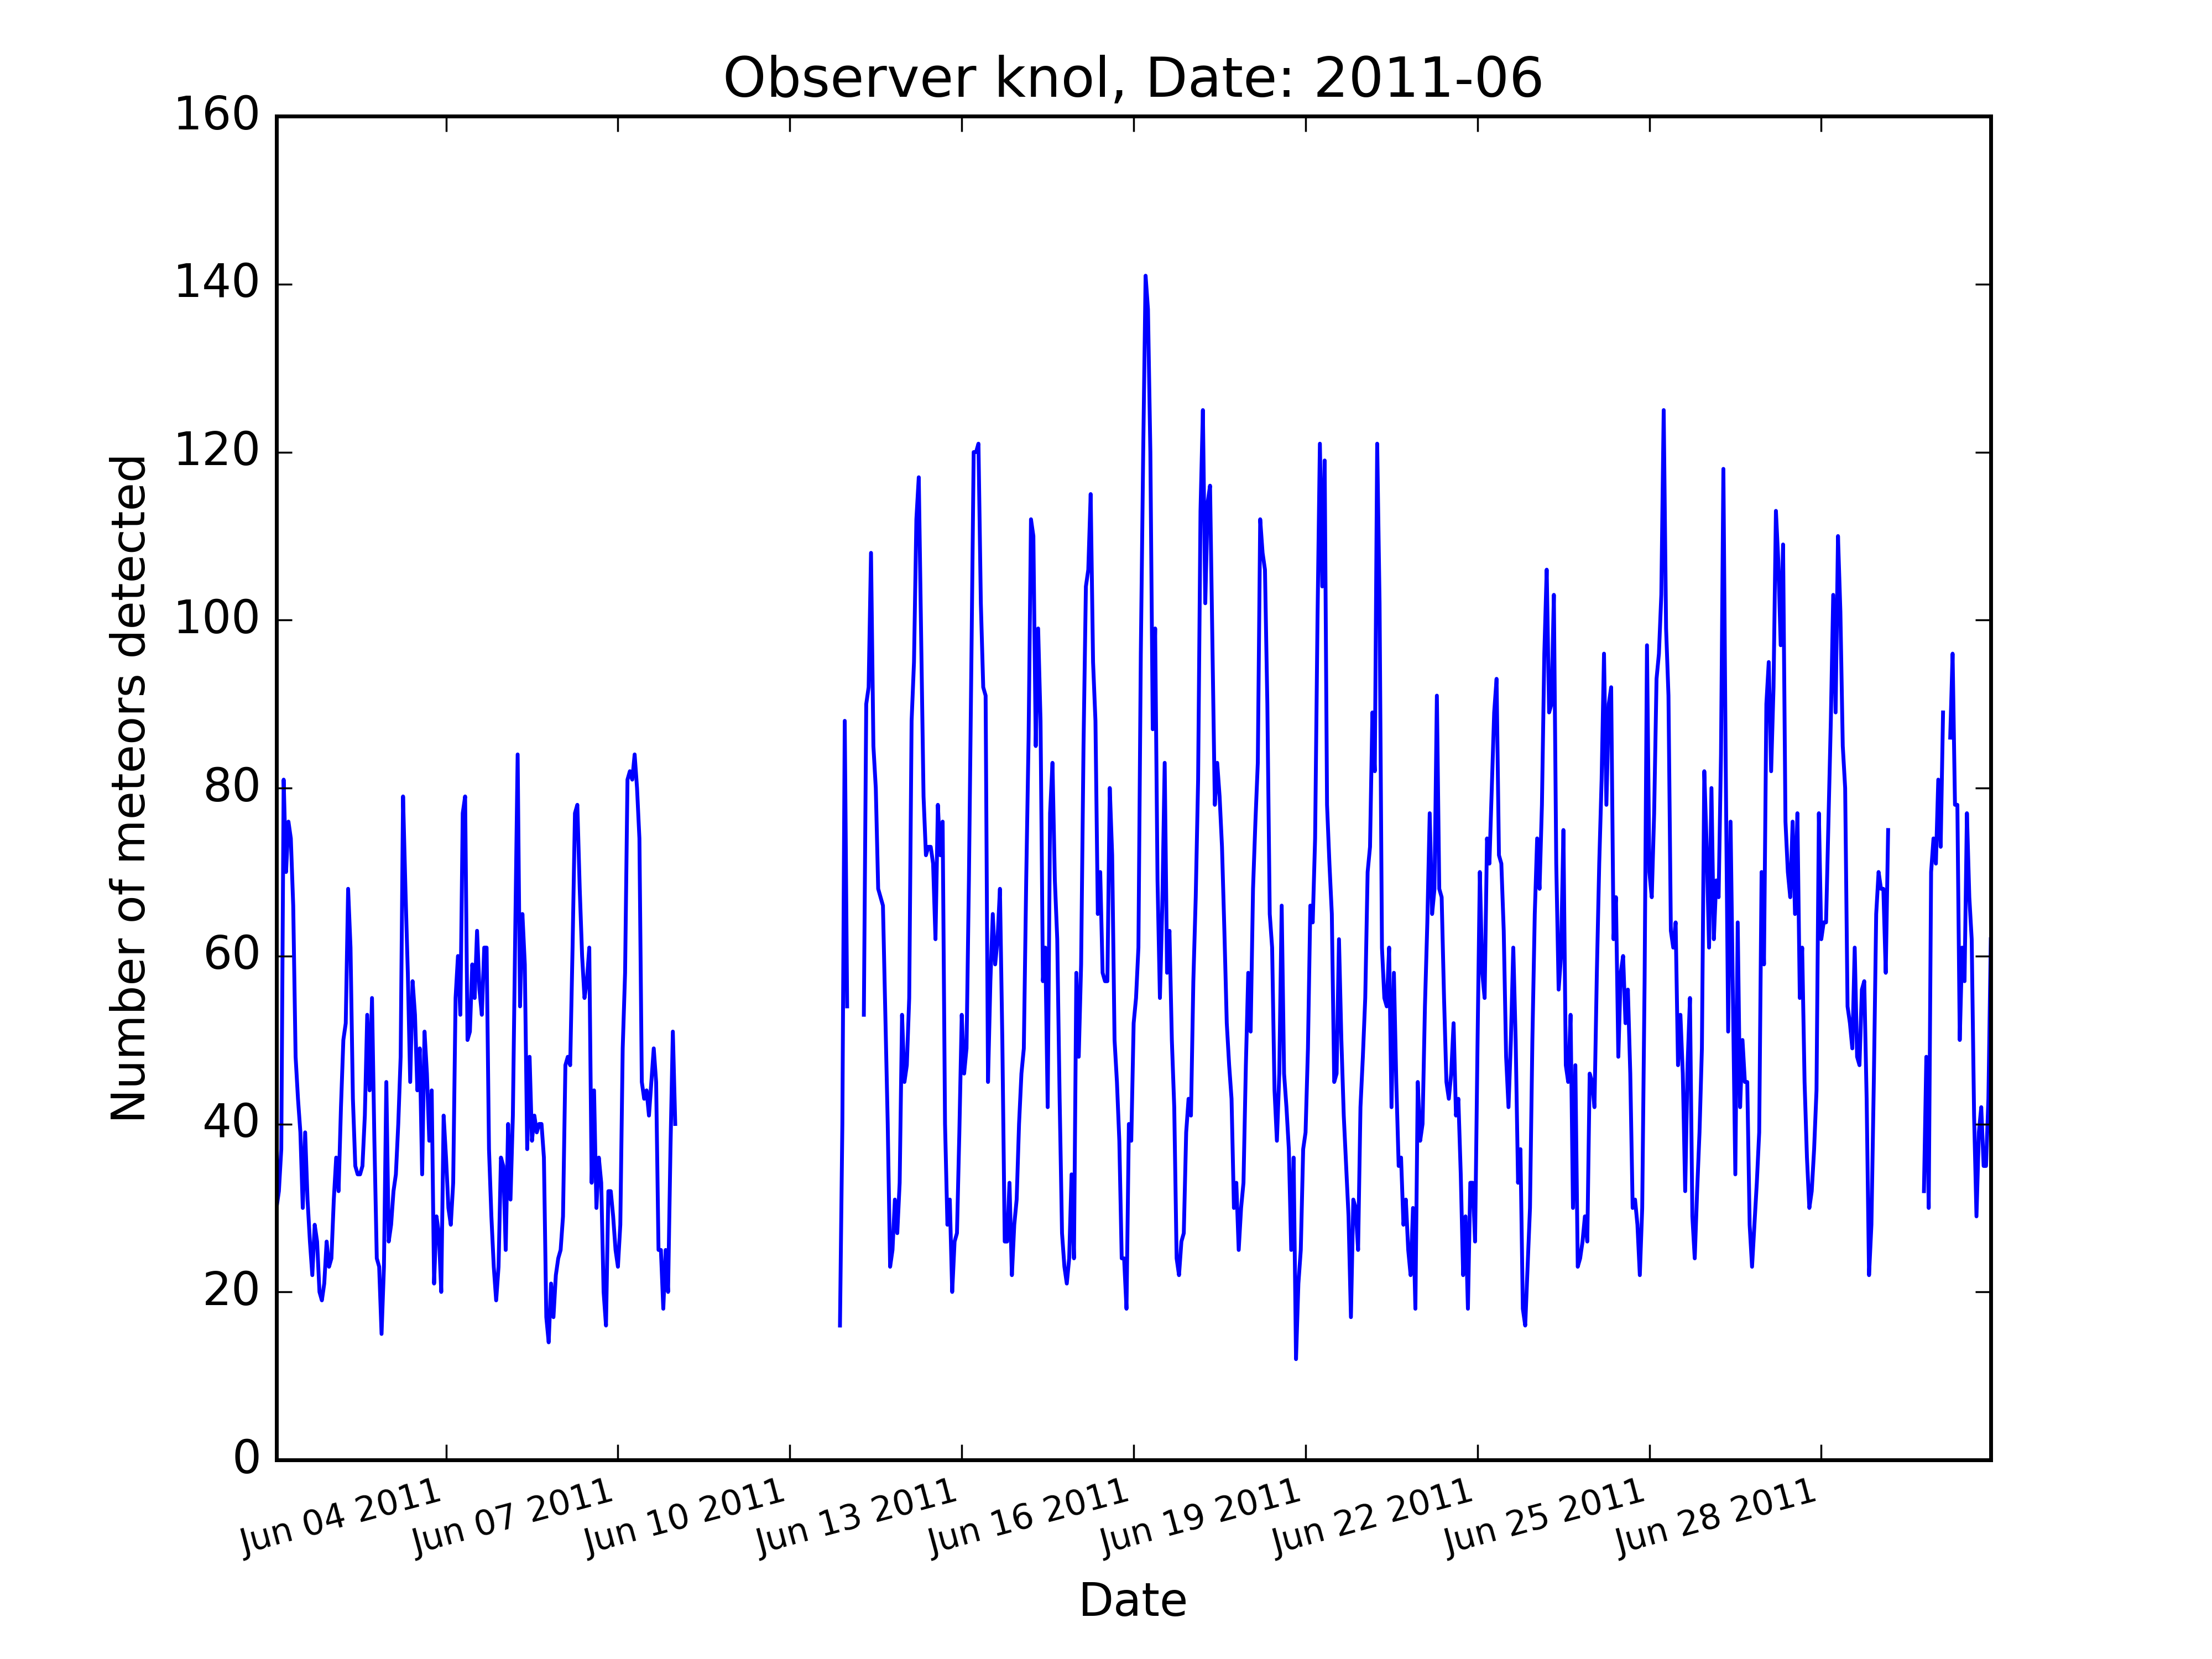 Observer knol, Date: 2011-06
160
140
120
100
80
60
40
20
0
Number of meteors detected
Jun 04 2011
Jun 07 2011
Jun 10 2011
Jun 13 2011
Jun 16 2011
Jun 19 2011
Jun 22 2011
Jun 25 2011
Jun 28 2011
Date